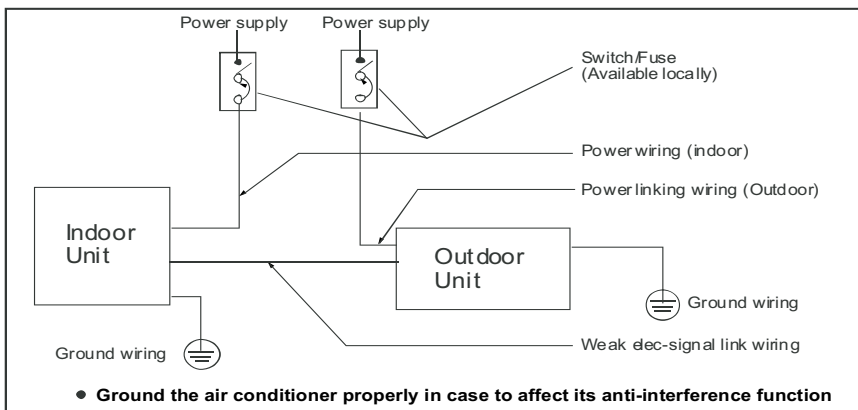 Power supply
Power supply
Switch/Fuse
(Available locally)
Power wiring (indoor)
Power linking wiring (Outdoor)
Indoor
Unit
Outdoor
Unit
Ground wiring
Ground wiring
Weak elec-signal link wiring
● Ground the air conditioner properly in case to affect its anti-interference function